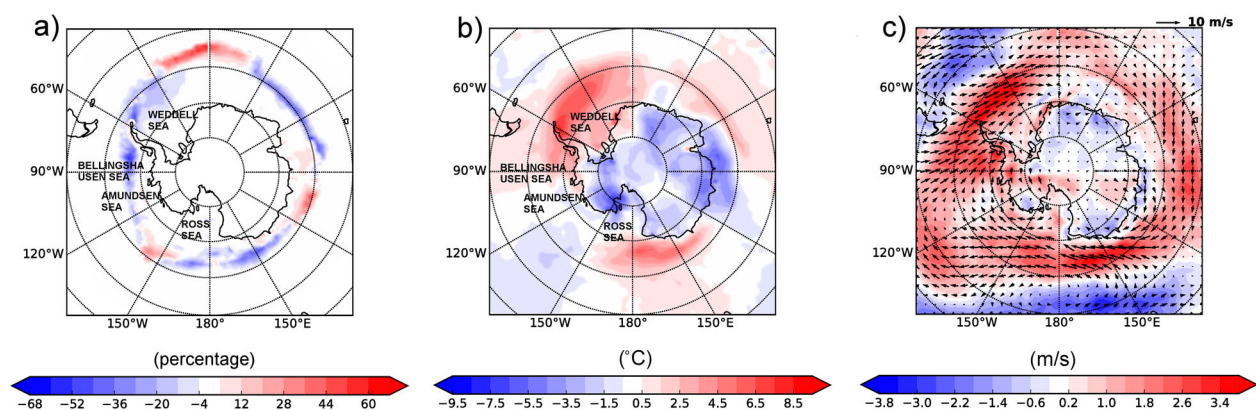 a)
60°W
90°W
120°W
150°W
180°
150°E
WEDDELL
SEA
BELLINGSHA
USEN SEA
AMUNDSEN
SEA
ROSS
SEA
(percentage)
−68 −52 −36 −20 −4 12 28 44 60
b)
60°W
90°W
120°W
150°W
180°
150°E
WEDDELL
SEA
BELLINGSHA
USEN SEA
AMUNDSEN
SEA
ROSS
SEA
(°C)
−9.5 −7.5 −5.5 −3.5 −1.5 0.5 2.5 4.5 6.5 8.5
c)
10 m/s
60°W
90°W
120°W
150°W
180°
150°E
(m/s)
−3.8 −3.0 −2.2 −1.4 −0.6 0.2 1.0 1.8 2.6 3.4